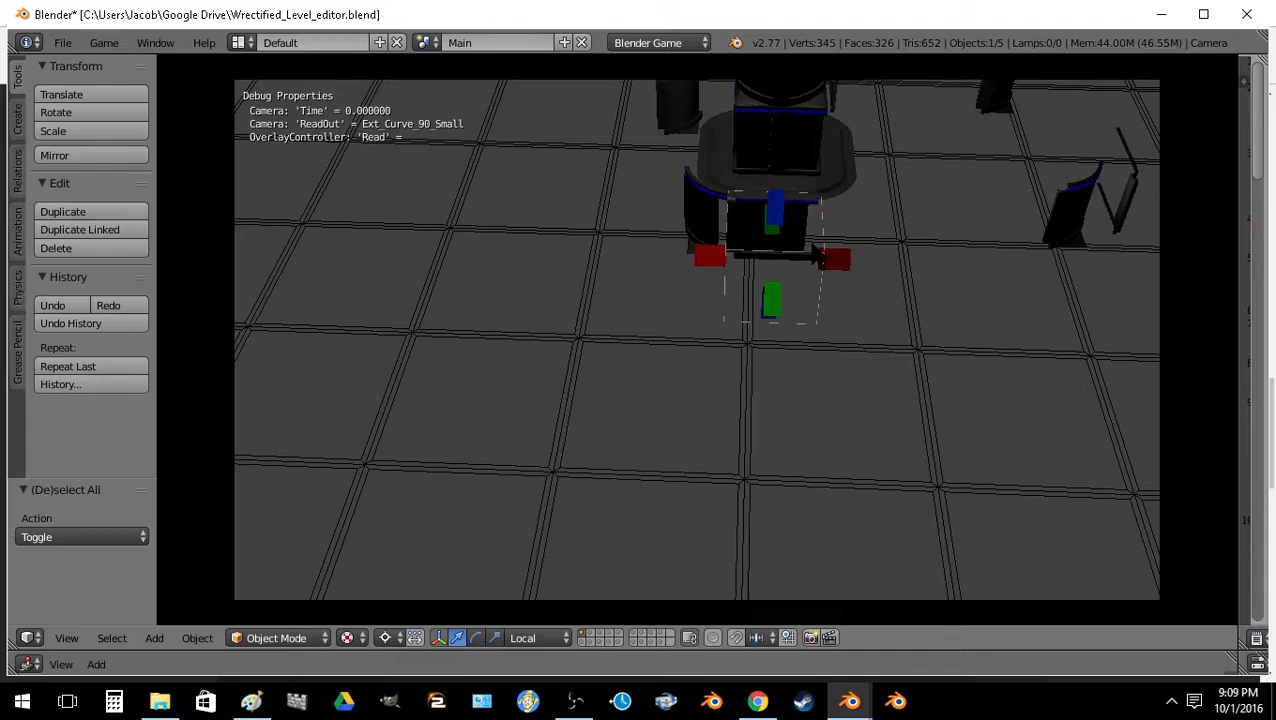 Blender* [C:\Users\Jacob\Google Drive\Wrectified_Level_editor.blend]
File Game Window Help Default Main Blender Game v2.77 | Verts:345 | Faces:326 | Tris:652 | Objects:1/5 | Lamps:0/0 | Mem:44.00M (46.55M) | Camera
Tools
Create
Relations
Animation
Physics
Grease Pencil
Transform
Translate
Rotate
Scale
Mirror
Edit
Duplicate
Duplicate Linked
Delete
History
Undo Redo
Undo History
Repeat:
Repeat Last
History...
(De)select All
Action
Toggle
Debug Properties
Camera: 'Time' = 0.000000
Camera: 'ReadOut' = Ext_Curve_90_Small
OverlayController: 'Read' =
View Select Add Object Object Mode Local
View Add
9:09 PM
10/1/2016